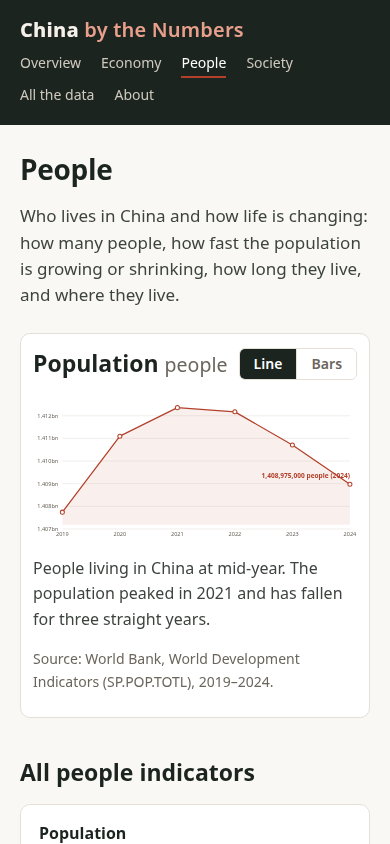 China by the Numbers
Overview Economy People Society
All the data About
People
Who lives in China and how life is changing:
how many people, how fast the population
is growing or shrinking, how long they live,
and where they live.
Population people
Line Bars
1.412bn
1.411bn
1.410bn
1.409bn
1.408bn
1.407bn
1,408,975,000 people (2024)
2019 2020 2021 2022 2023 2024
People living in China at mid-year. The
population peaked in 2021 and has fallen
for three straight years.
Source: World Bank, World Development
Indicators (SP.POP.TOTL), 2019–2024.
All people indicators
Population